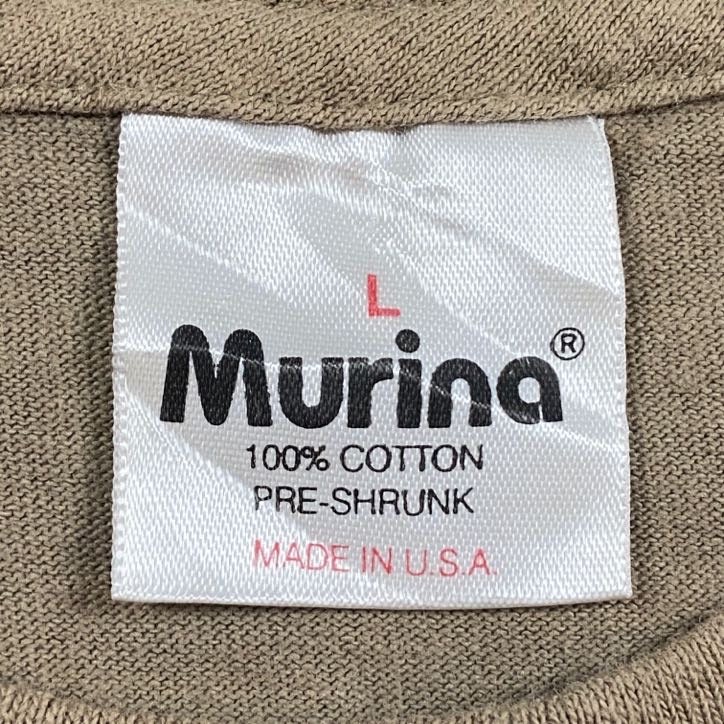 L
Murina®
100% COTTON
PRE-SHRUNK
MADE IN U.S.A.